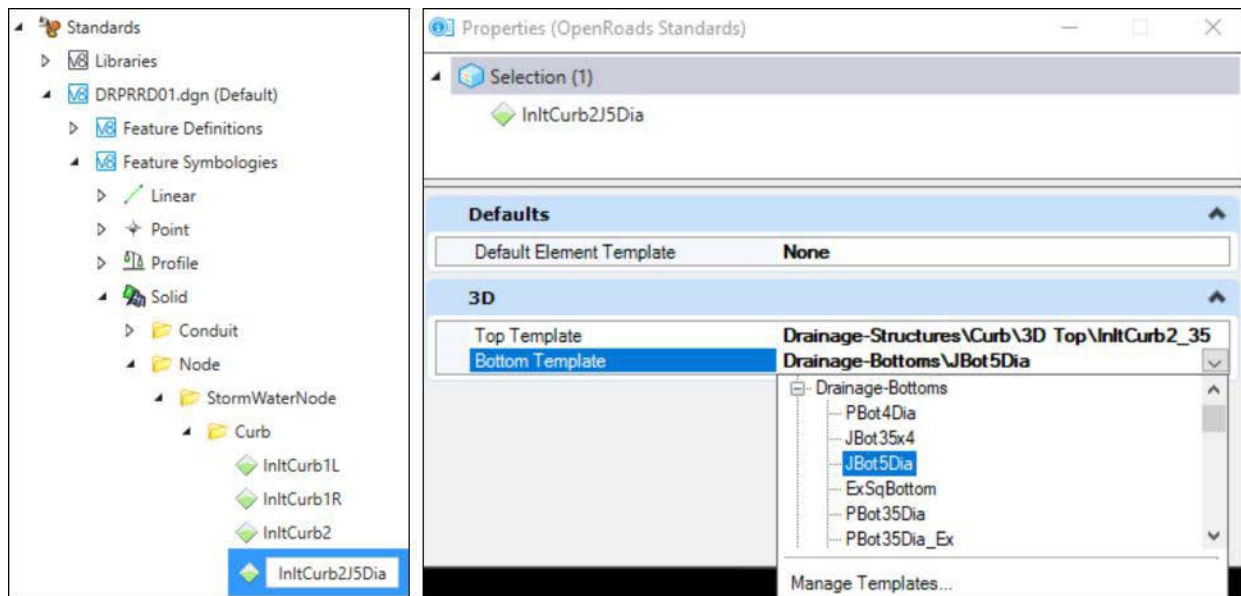 Standards
Libraries
DRPRRD01.dgn (Default)
Feature Definitions
Feature Symbologies
Linear
Point
Profile
Solid
Conduit
Node
StormWaterNode
Curb
InltCurb1L
InltCurb1R
InltCurb2
InltCurb2J5Dia
Properties (OpenRoads Standards)
Selection (1)
InltCurb2J5Dia
Defaults
Default Element Template None
3D
Top Template Drainage-Structures\Curb\3D Top\InltCurb2_35
Bottom Template Drainage-Bottoms\JBot5Dia
Drainage-Bottoms
PBot4Dia
JBot35x4
JBot5Dia
ExSqBottom
PBot35Dia
PBot35Dia_Ex
Manage Templates...